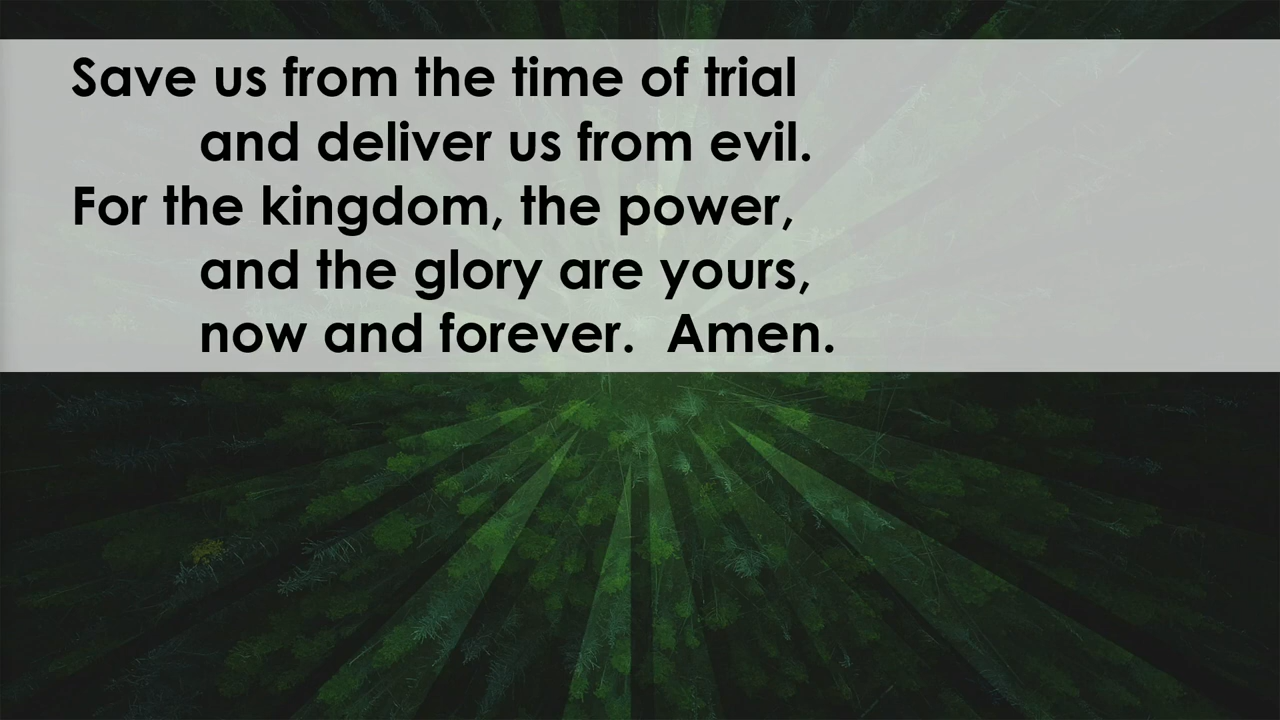 Save us from the time of trial
and deliver us from evil.
For the kingdom, the power,
and the glory are yours,
now and forever.  Amen.